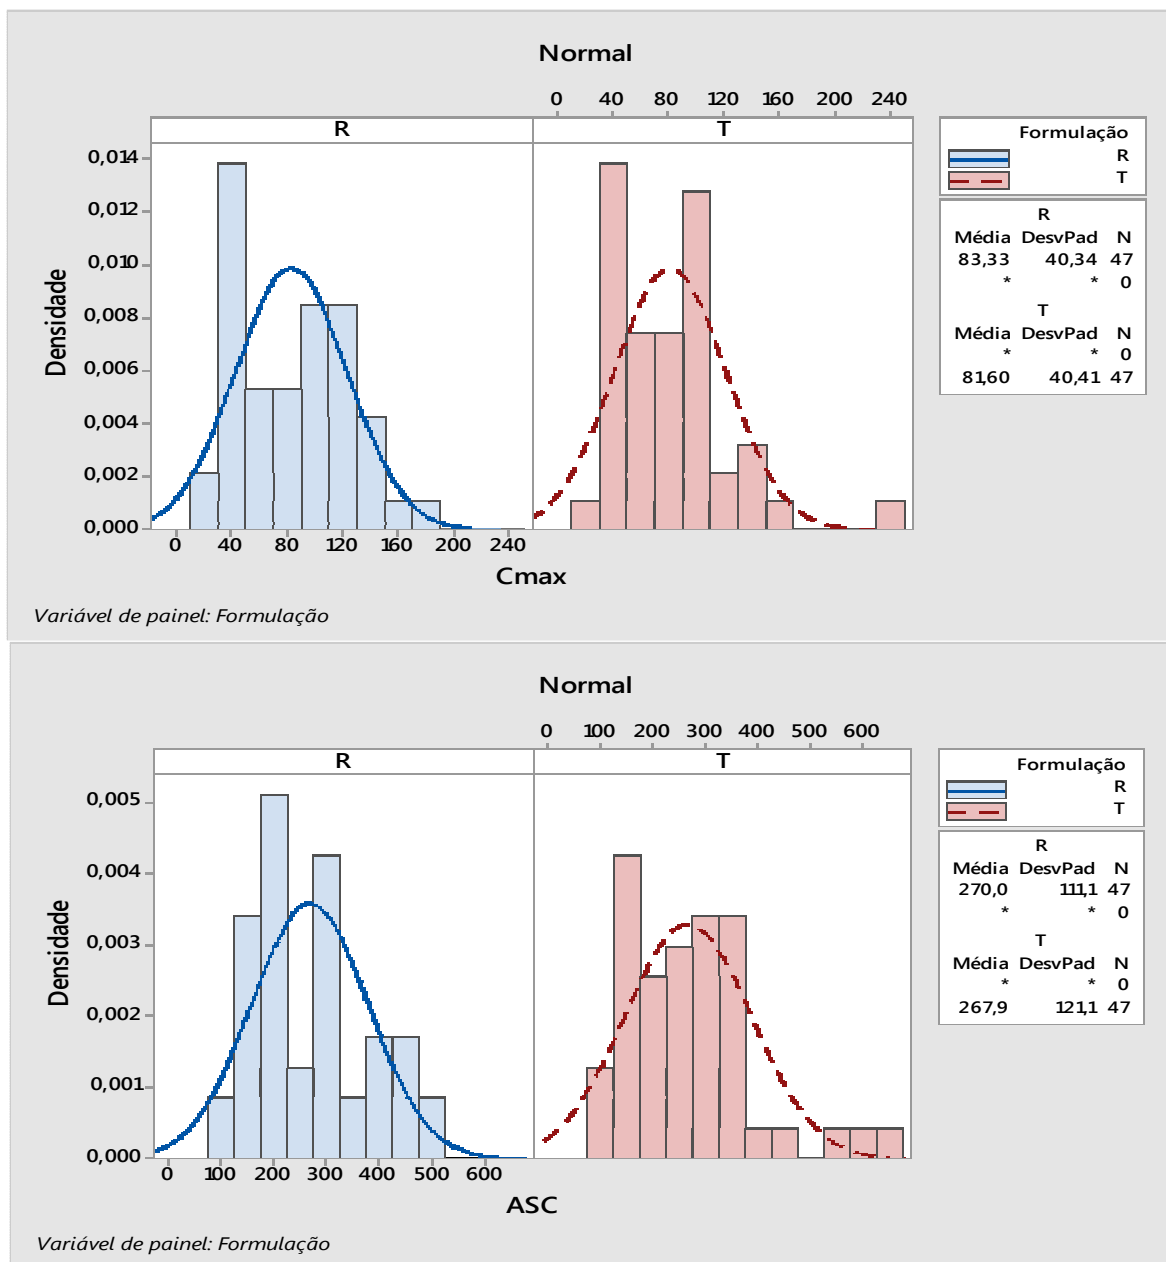 Normal
0 40 80 120 160 200 240
R T
Formulação
R
T
0,014
0,012
0,010
0,008
0,006
0,004
0,002
0,000
Densidade
R
Média DesvPad N
83,33 40,34 47
* * 0
T
Média DesvPad N
* * 0
81,60 40,41 47
0 40 80 120 160 200 240
Cmax
Variável de painel: Formulação
Normal
0 100 200 300 400 500 600
R T
Formulação
R
T
0,005
0,004
0,003
0,002
0,001
0,000
Densidade
R
Média DesvPad N
270,0 111,1 47
* * 0
T
Média DesvPad N
* * 0
267,9 121,1 47
0 100 200 300 400 500 600
ASC
Variável de painel: Formulação